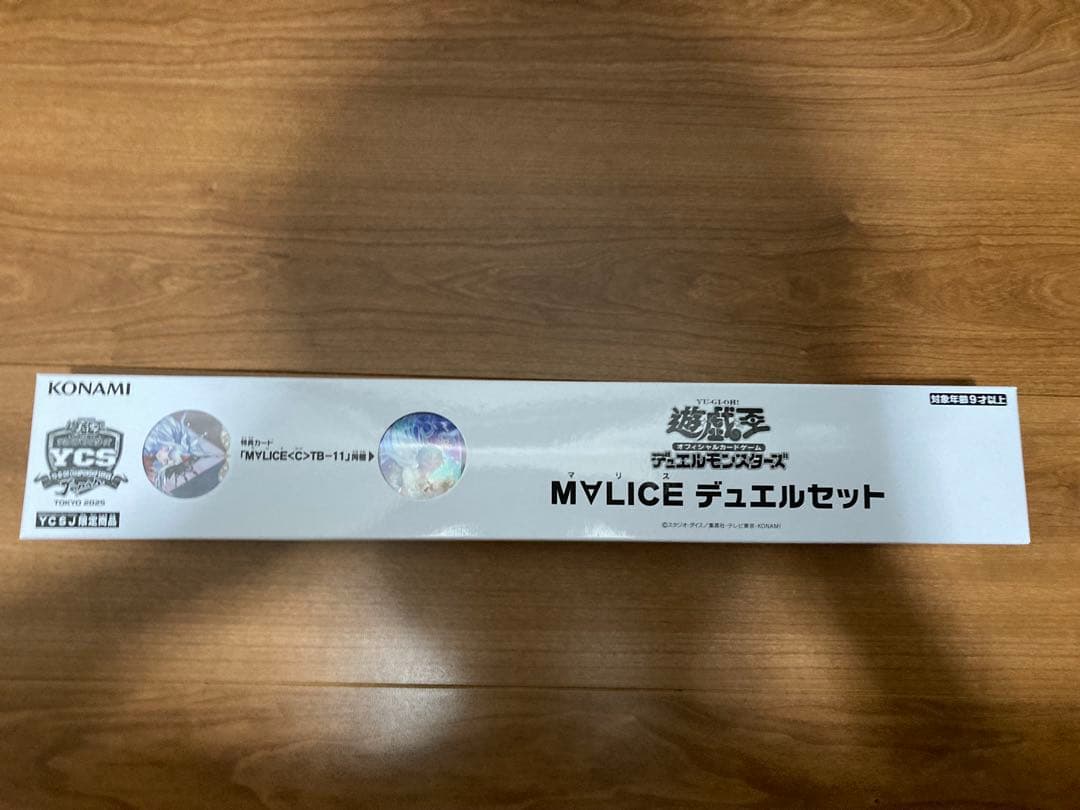 KONAMI
YCS
TOKYO 2025
YCSJ限定商品
特典カード
「M∀LICE<C>TB-11」同梱▶
YU-GI-OH!
遊戯王
オフィシャルカードゲーム
デュエルモンスターズ
マリス
M∀LICE デュエルセット
©スタジオ・ダイス/集英社・テレビ東京・KONAMI
対象年齢9才以上